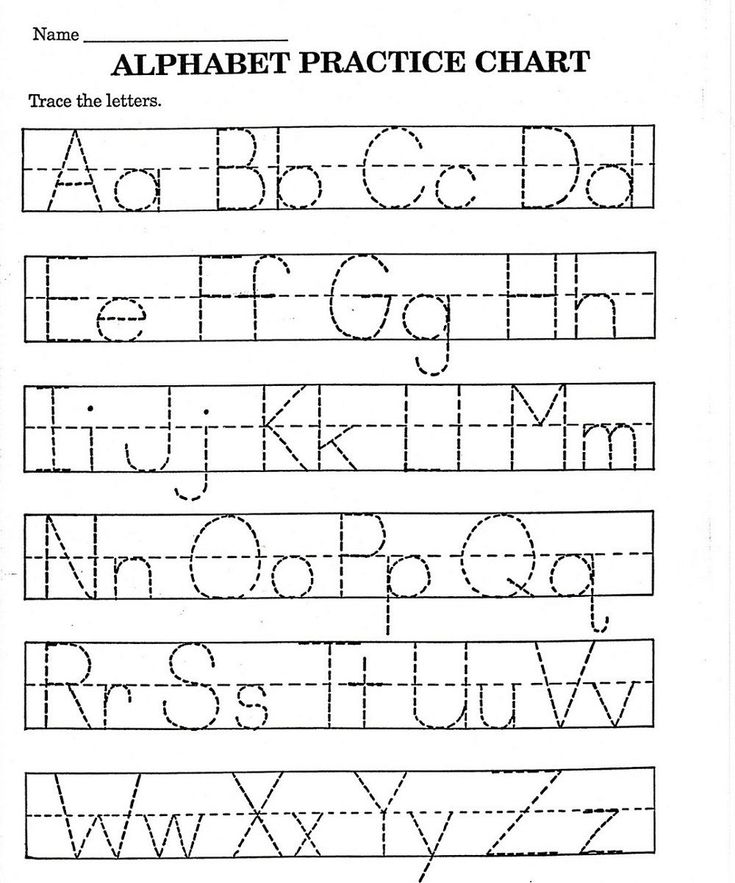 Name
ALPHABET PRACTICE CHART
Trace the letters.
Aa Bb Cc Dd
Ee Ff Gg Hh
Ii Jj Kk Ll Mm
Nn Oo Pp Qq
Rr Ss Tt Uu Vv
Ww Xx Yy Zz